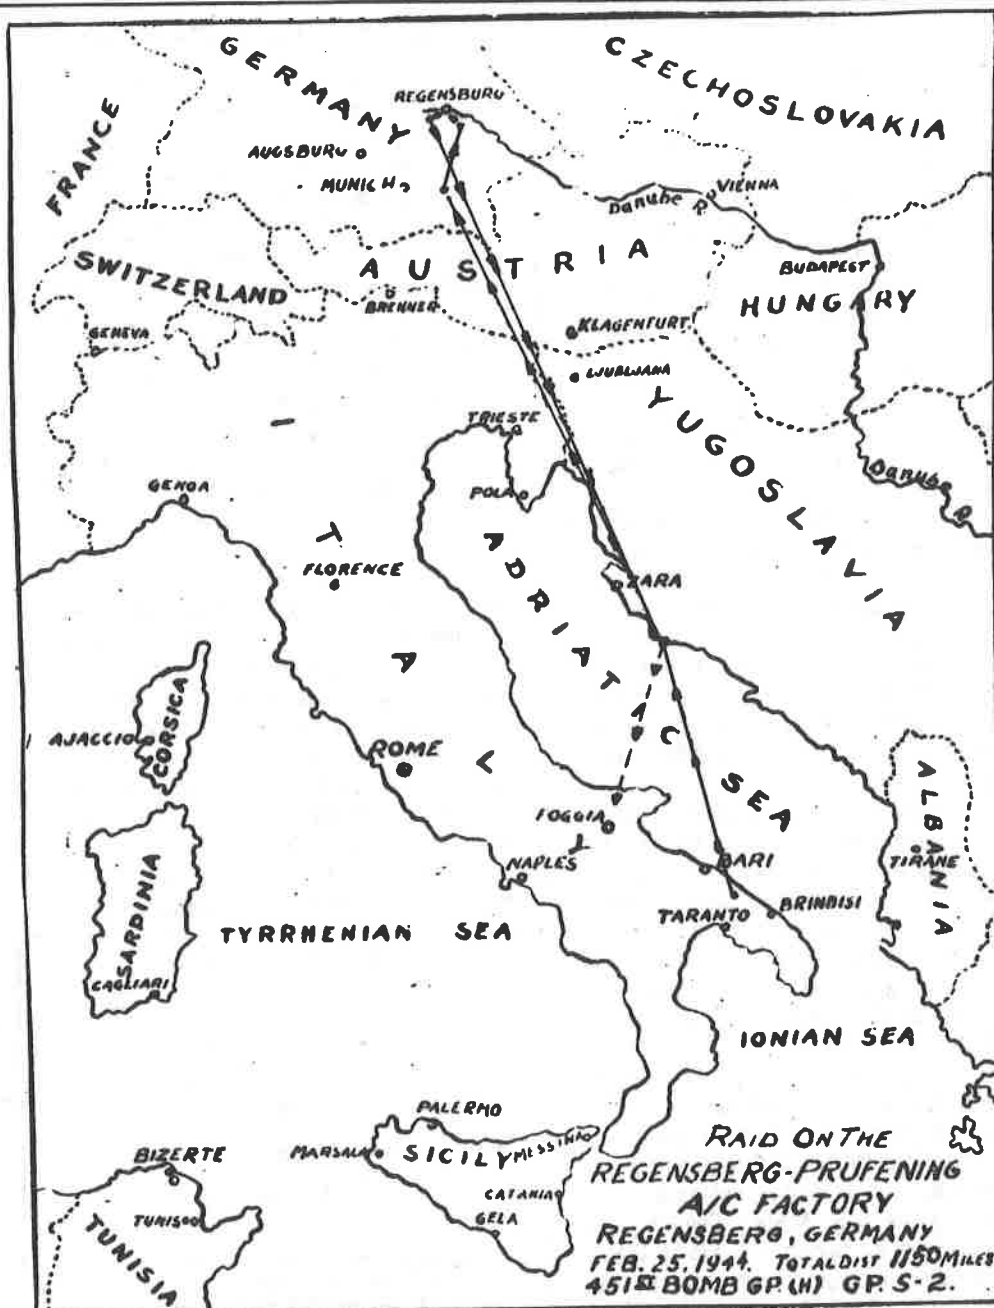 GERMANY
CZECHOSLOVAKIA
REGENSBURG
FRANCE
AUGSBURG
MUNICH
VIENNA
Danube R.
SWITZERLAND
AUSTRIA
BUDAPEST
BRENNER
HUNGARY
GENEVA
KLAGENFURT.
LJUBLJANA
YUGOSLAVIA
TRIESTE
Danube R
GENOA
POLA
ITALY
FLORENCE
ADRIATIC SEA
ZARA
CORSICA
AJACCIO
ROME
ALBANIA
FOGGIA
SARDINIA
NAPLES
BARI
TIRANE
TARANTO
BRINDISI
TYRRHENIAN SEA
CAGLIARI
IONIAN SEA
PALERMO
MARSALA
SICILY
MESSINA
BIZERTE
CATANIA
GELA
TUNIS
TUNISIA
RAID ON THE
REGENSBERG-PRUFENING
A/C FACTORY
REGENSBERG, GERMANY
FEB. 25. 1944. TOTAL DIST 1150 MILES
451ST BOMB GP. (H) GP. S-2.